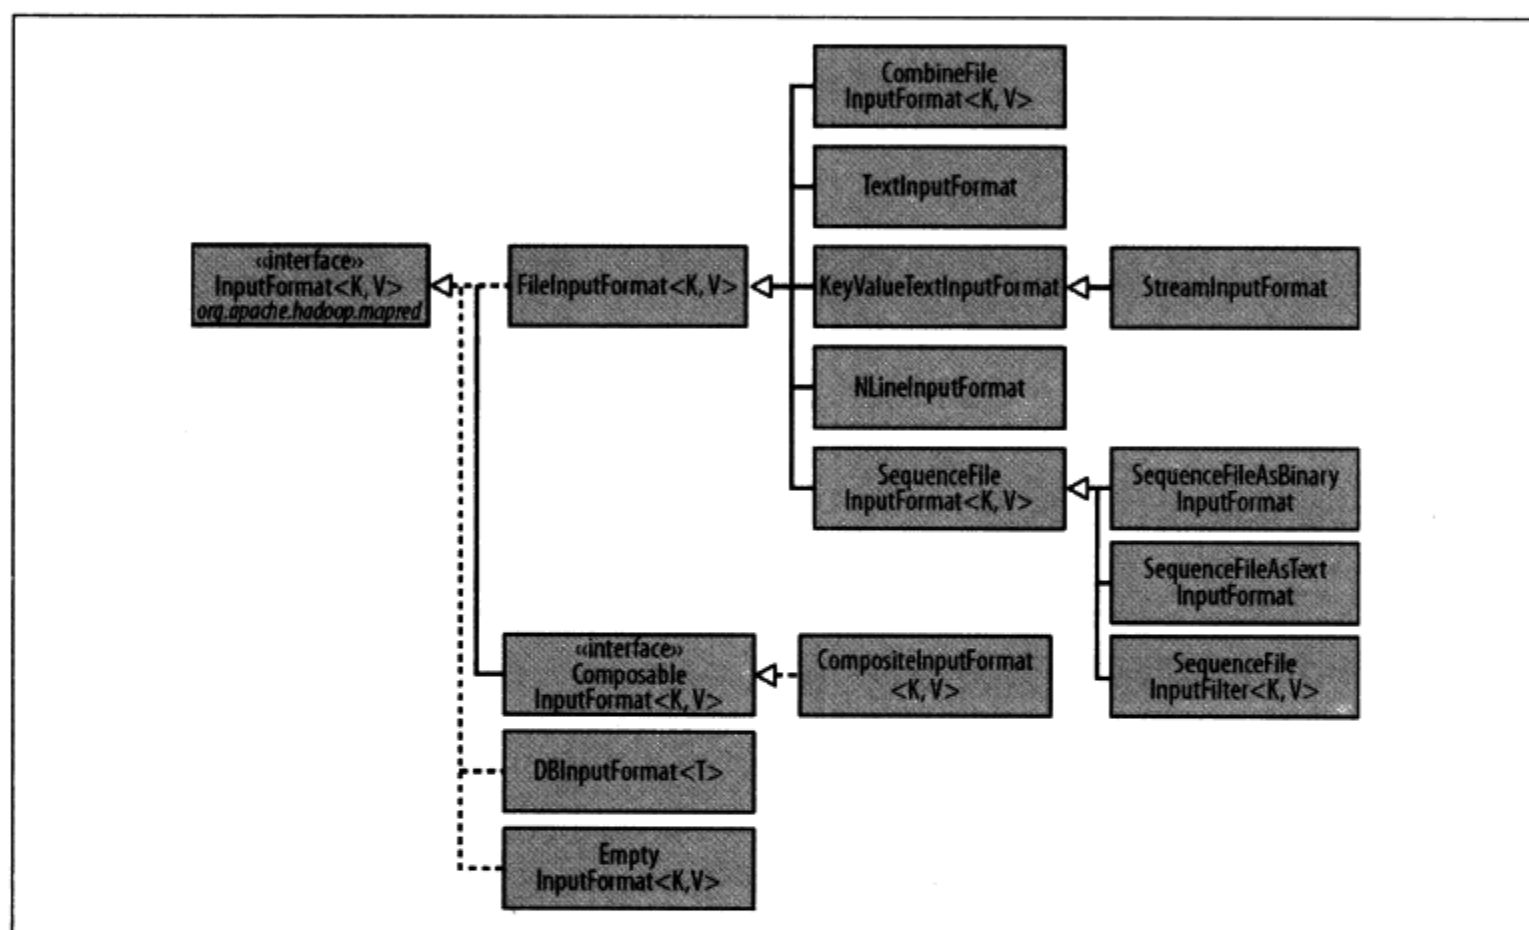 CombineFile
InputFormat<K, V>
TextInputFormat
«interface»
InputFormat<K, V>
org.apache.hadoop.mapred
FileInputFormat<K, V>
KeyValueTextInputFormat
StreamInputFormat
NLineInputFormat
SequenceFile
InputFormat<K, V>
SequenceFileAsBinary
InputFormat
SequenceFileAsText
InputFormat
«interface»
Composable
InputFormat<K, V>
CompositeInputFormat
<K, V>
SequenceFile
InputFilter<K, V>
DBInputFormat<T>
Empty
InputFormat<K,V>